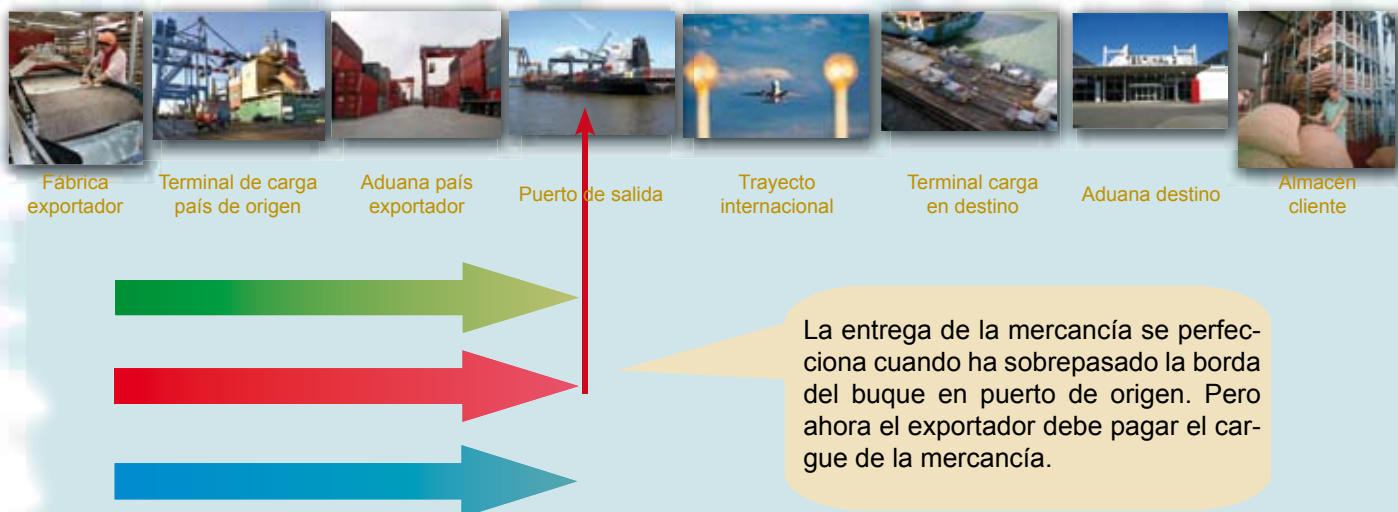 Fábrica
exportador
Terminal de carga
país de origen
Aduana país
exportador
Puerto de salida
Trayecto
internacional
Terminal carga
en destino
Aduana destino
Almacén
cliente
La entrega de la mercancía se perfec-
ciona cuando ha sobrepasado la borda
del buque en puerto de origen. Pero
ahora el exportador debe pagar el car-
gue de la mercancía.